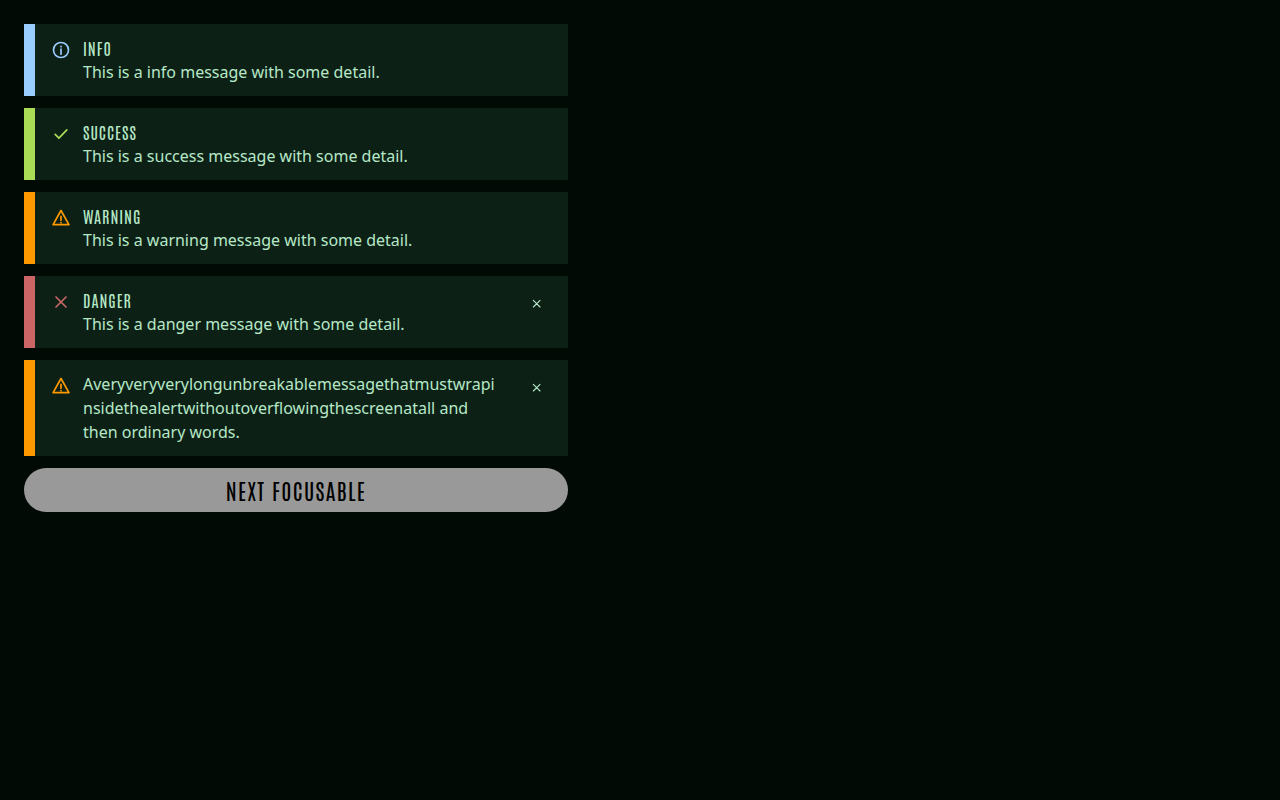 INFO
This is a info message with some detail.
SUCCESS
This is a success message with some detail.
WARNING
This is a warning message with some detail.
DANGER
This is a danger message with some detail.
Averyveryverylongunbreakablemessagethatmustwrapi
nsidethealertwithoutoverflowingthescreenatall and
then ordinary words.
NEXT FOCUSABLE